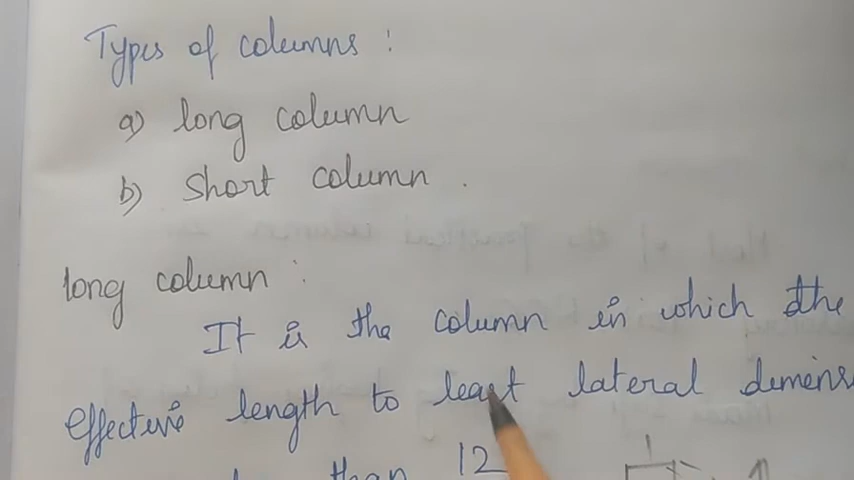 Types of columns :
a) long column
b) Short column .
long column :
It is the column in which the
effective length to least lateral dimens
than 12